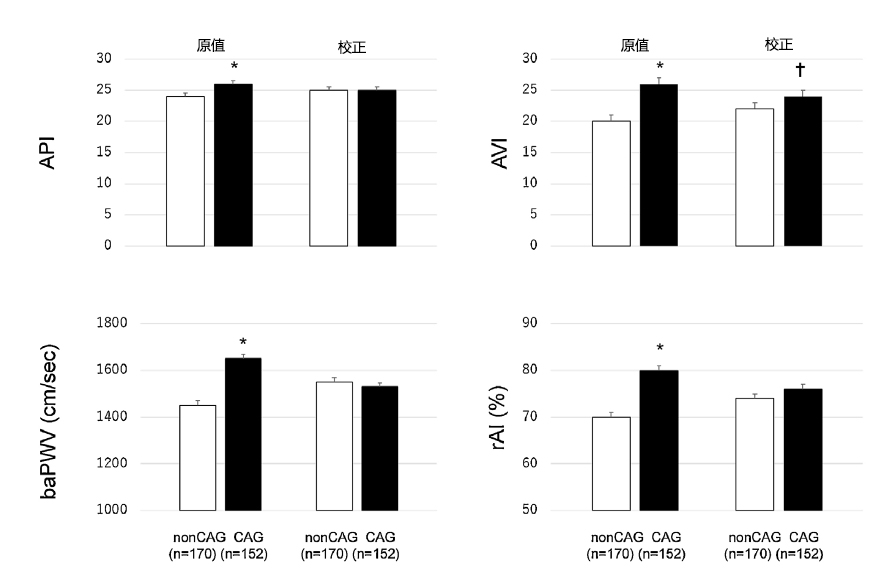 原值 校正
*
30
25
20
15
10
5
0
API
原值 校正
* †
30
25
20
15
10
5
0
AVI
*
1800
1600
1400
1200
1000
baPWV (cm/sec)
nonCAG CAG nonCAG CAG
(n=170) (n=152) (n=170) (n=152)
*
90
80
70
60
50
rAI (%)
nonCAG CAG nonCAG CAG
(n=170) (n=152) (n=170) (n=152)